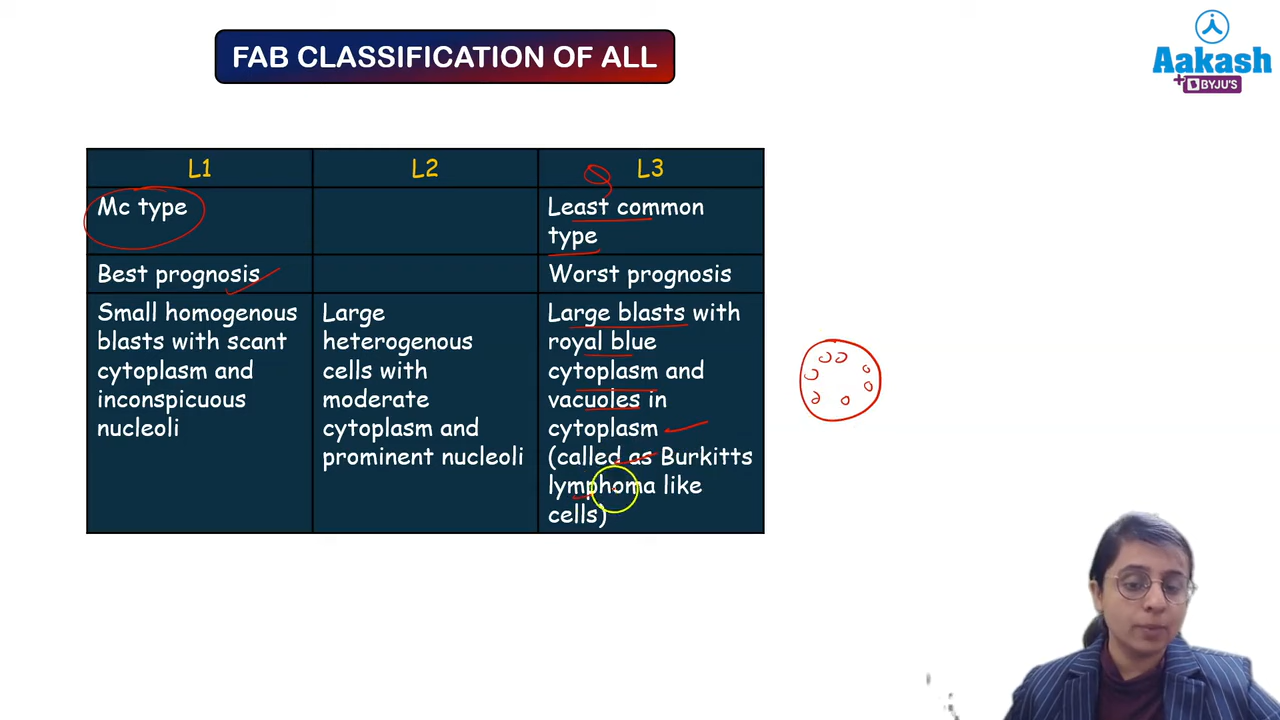 FAB CLASSIFICATION OF ALL
Aakash
+ BYJU'S
L1
L2
L3
Mc type
Least common
type
Best prognosis
Worst prognosis
Small homogenous
blasts with scant
cytoplasm and
inconspicuous
nucleoli
Large
heterogenous
cells with
moderate
cytoplasm and
prominent nucleoli
Large blasts with
royal blue
cytoplasm and
vacuoles in
cytoplasm
(called as Burkitts
lymphoma like
cells)